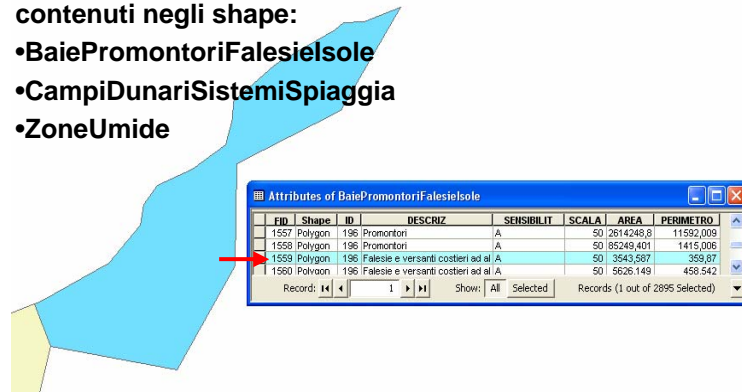 contenuti negli shape:
•BaiePromontoriFalesieIsole
•CampiDunariSistemiSpiaggia
•ZoneUmide
Attributes of BaiePromontoriFalesieIsole
FID Shape ID DESCRIZ SENSIBILIT SCALA AREA PERIMETRO
1557 Polygon 196 Promontori A 50 2614248,8 11592,009
1558 Polygon 196 Promontori A 50 85249,401 1415,006
1559 Polygon 196 Falesie e versanti costieri ad al A 50 3543,587 359,87
1560 Polygon 196 Falesie e versanti costieri ad al A 50 5626,149 458,542
Record: 1 Show: All Selected Records (1 out of 2895 Selected)